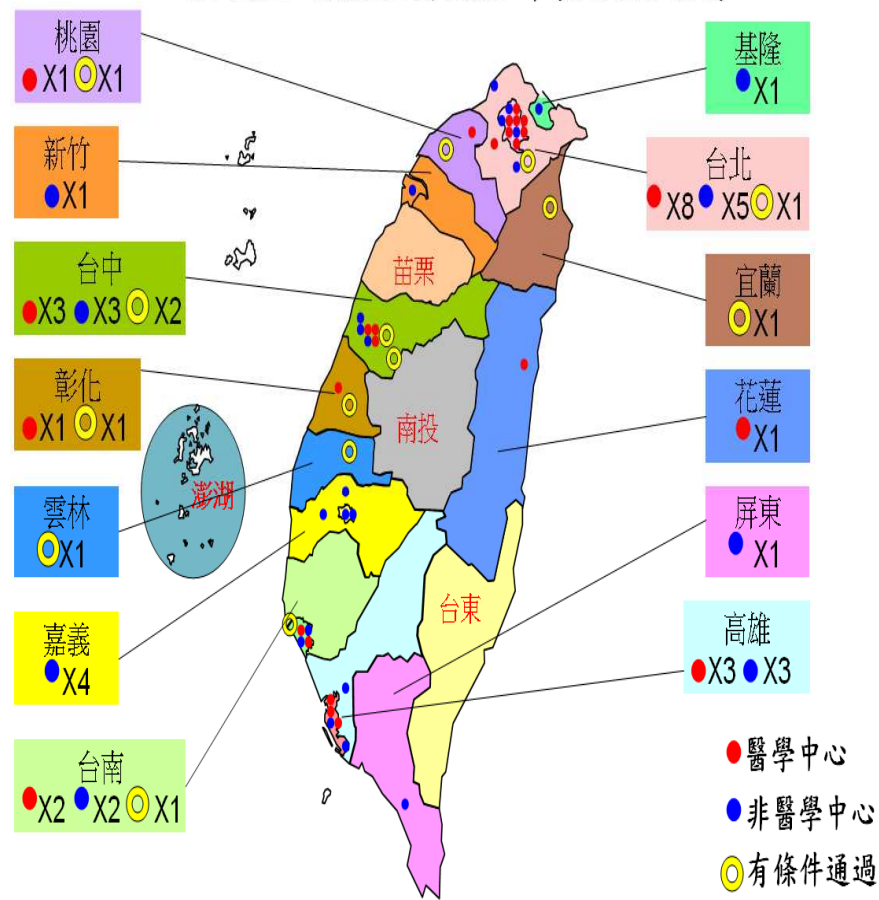 桃園
X1 X1
新竹
X1
台中
X3 X3 X2
彰化
X1 X1
雲林
X1
嘉義
X4
台南
X2 X2 X1
基隆
X1
台北
X8 X5 X1
宜蘭
X1
花蓮
X1
屏東
X1
高雄
X3 X3
苗栗
南投
澎湖
台東
醫學中心
非醫學中心
有條件通過